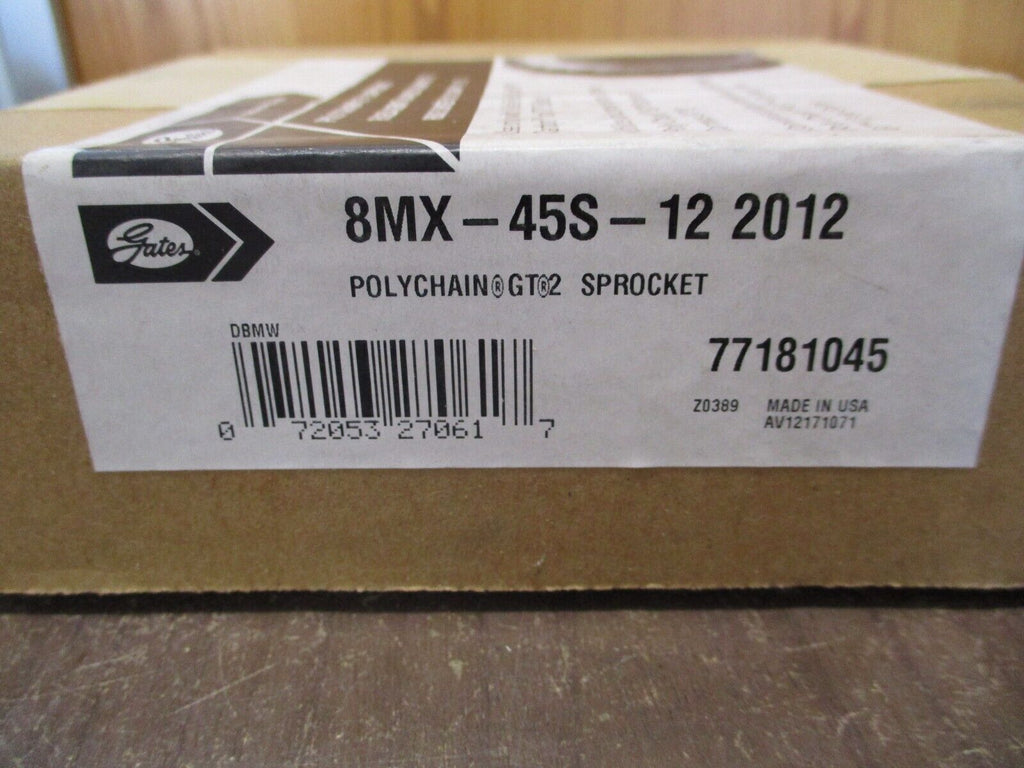 8MX-45S-12 2012
Gates®
POLYCHAIN®GT®2 SPROCKET
DBMW
77181045
0 72053 27061 7
Z0389 MADE IN USA
AV12171071